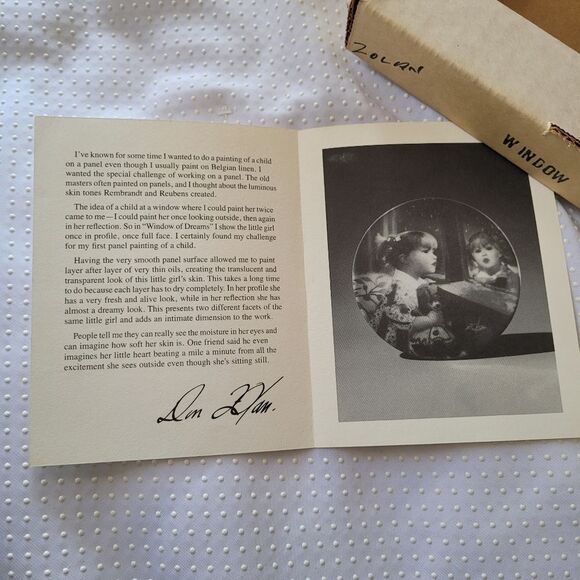 I've known for some time I wanted to do a painting of a child
on a panel even though I usually paint on Belgian linen. I
wanted the special challenge of working on a panel. The old
masters often painted on panels, and I thought about the luminous
skin tones Rembrandt and Reubens created.
The idea of a child at a window where I could paint her twice
came to me—I could paint her once looking outside, then again
in her reflection. So in "Window of Dreams" I show the little girl
once in profile, once full face. I certainly found my challenge
for my first panel painting of a child.
Having the very smooth panel surface allowed me to paint
layer after layer of very thin oils, creating the translucent and
transparent look of this little girl's skin. This takes a long time
to do because each layer has to dry completely. In her profile she
has a very fresh and alive look, while in her reflection she has
almost a dreamy look. This presents two different facets of the
same little girl and adds an intimate dimension to the work.
People tell me they can really see the moisture in her eyes and
can imagine how soft her skin is. One friend said he even
imagines her little heart beating a mile a minute from all the
excitement she sees outside even though she's sitting still.
Don Zolan.
ZOLAN
WINDOW